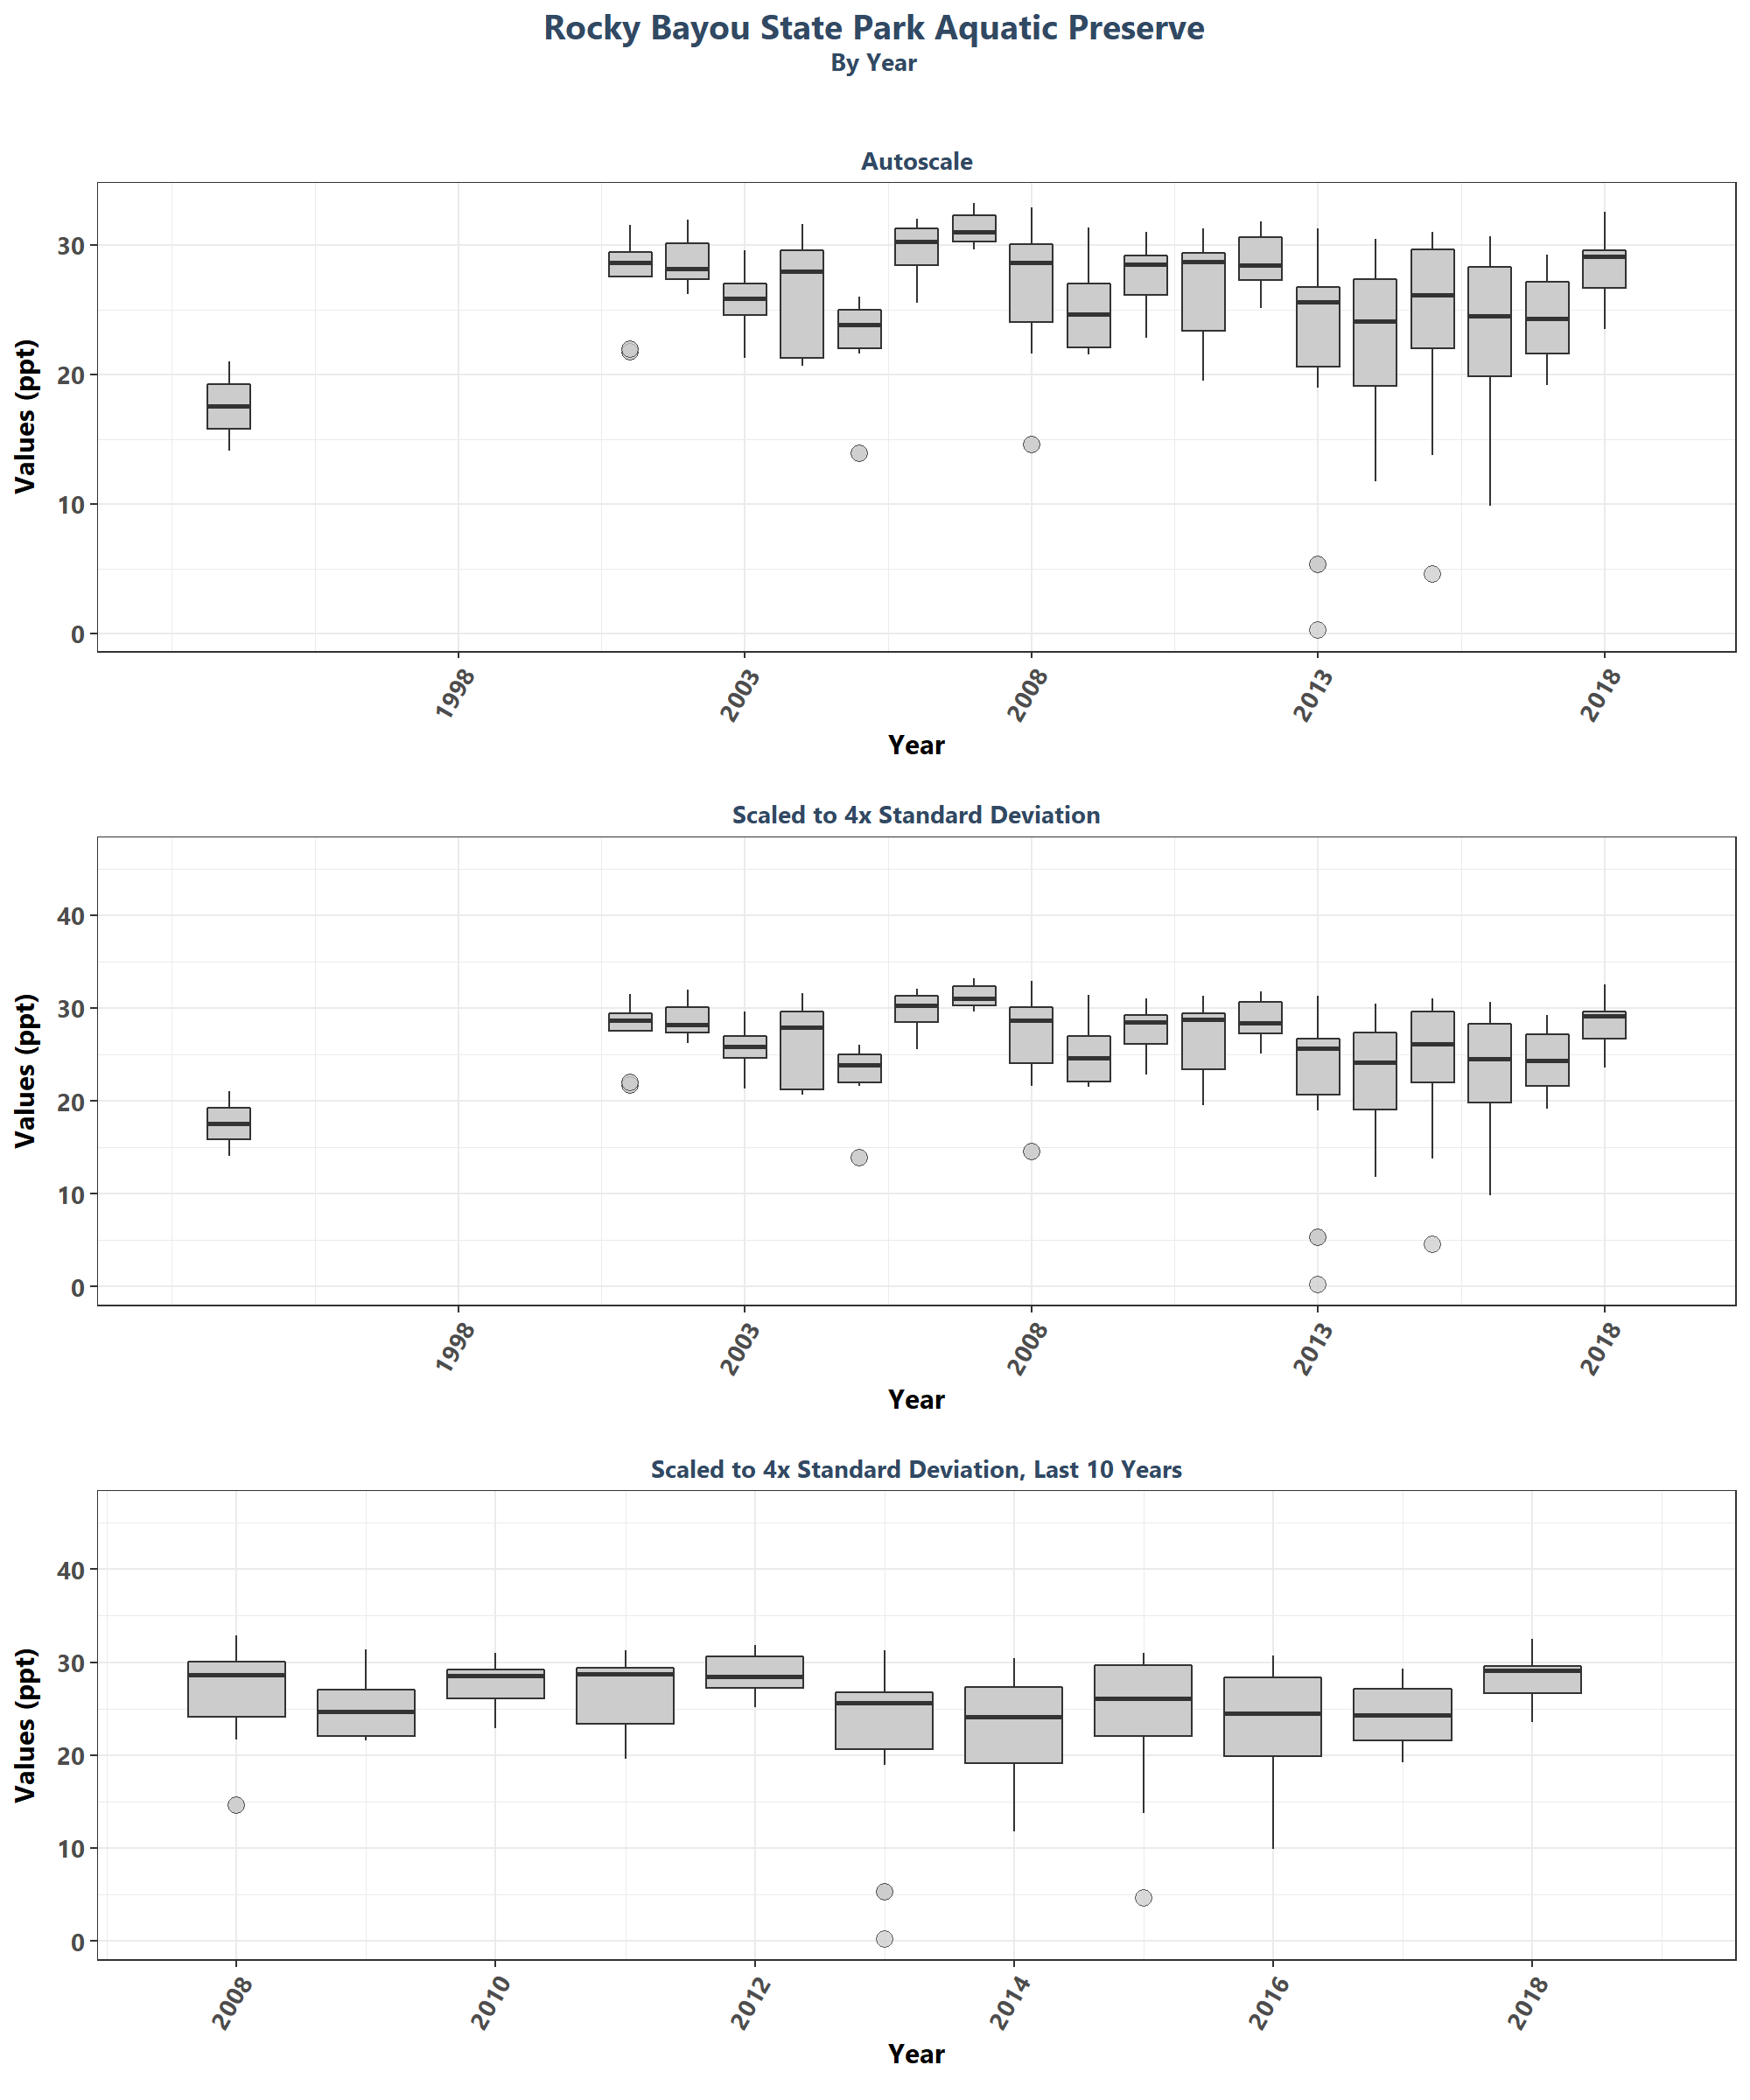 Rocky Bayou State Park Aquatic Preserve
By Year
Autoscale
Values (ppt)
30
20
10
0
1998 2003 2008 2013 2018
Year
Scaled to 4x Standard Deviation
Values (ppt)
40
30
20
10
0
1998 2003 2008 2013 2018
Year
Scaled to 4x Standard Deviation, Last 10 Years
Values (ppt)
40
30
20
10
0
2008 2010 2012 2014 2016 2018
Year